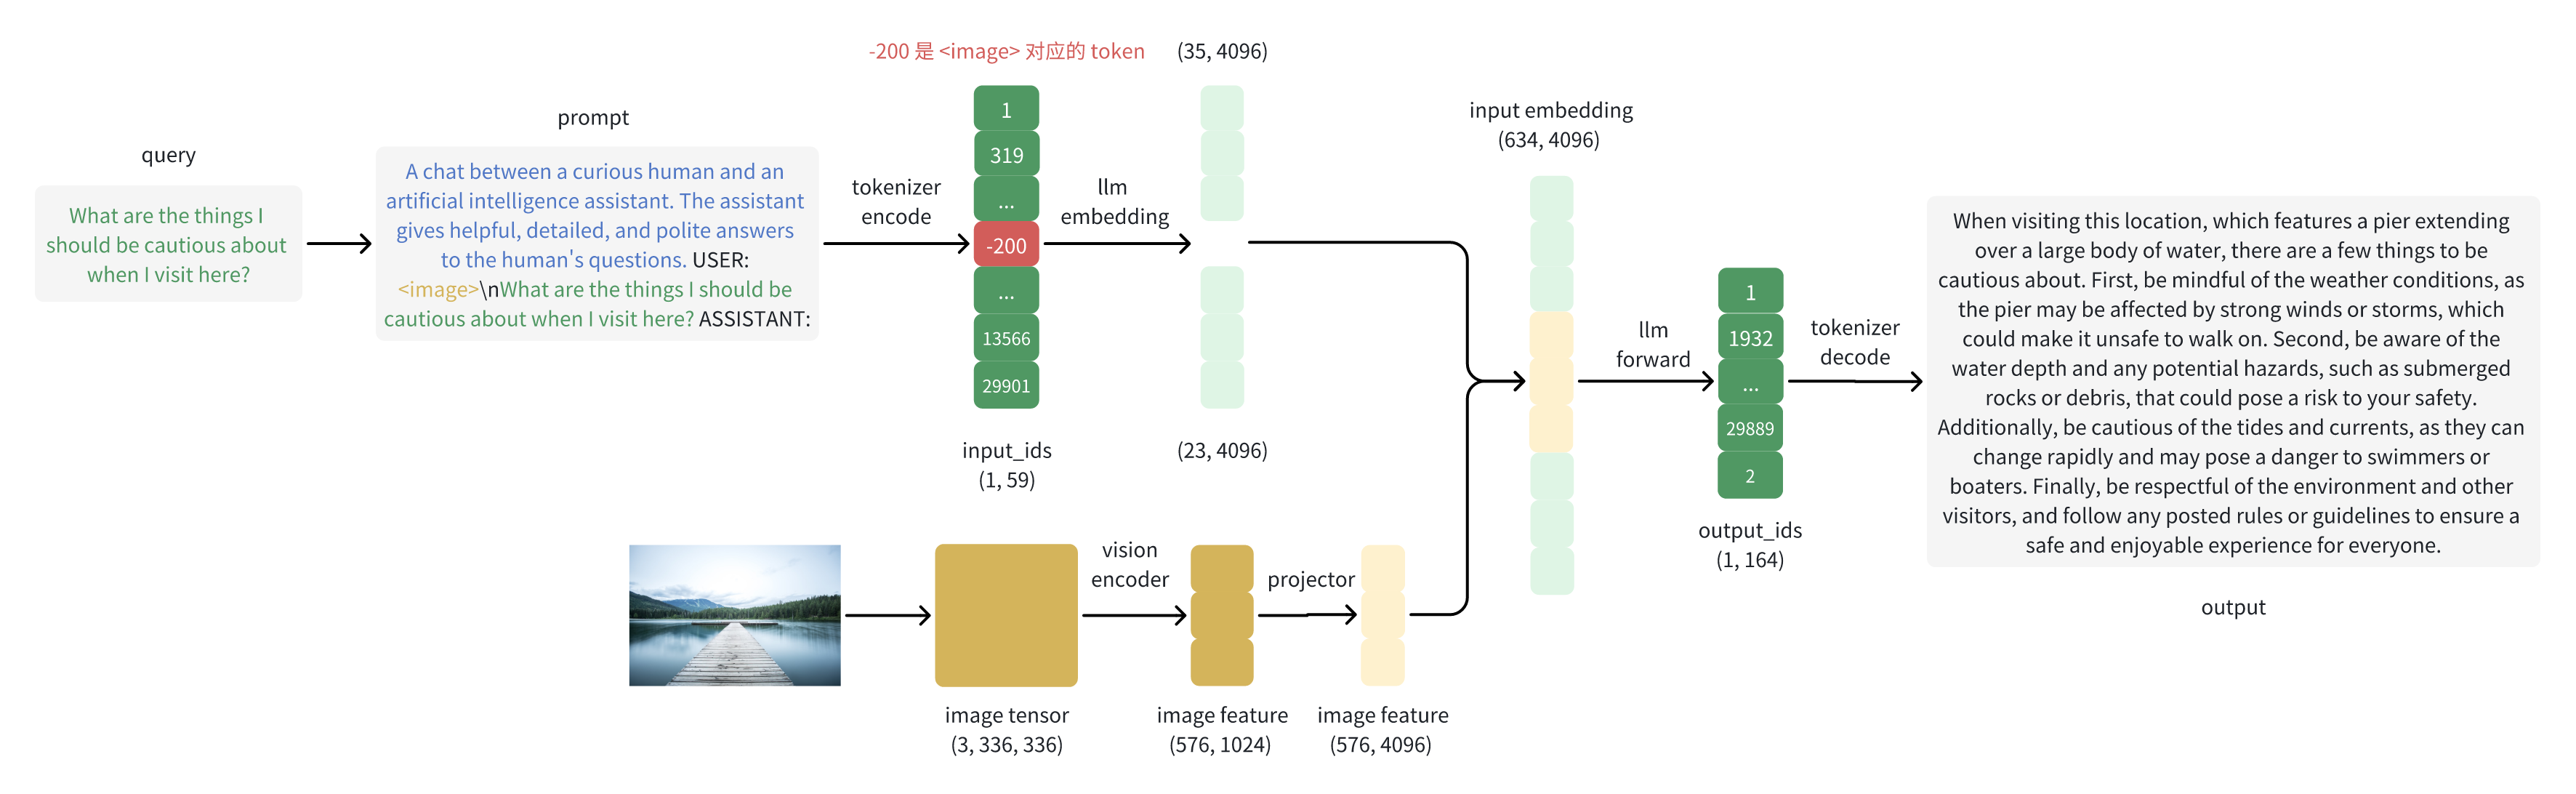 query
What are the things I
should be cautious about
when I visit here?
prompt
A chat between a curious human and an
artificial intelligence assistant. The assistant
gives helpful, detailed, and polite answers
to the human's questions. USER:
<image>\nWhat are the things I should be
cautious about when I visit here? ASSISTANT:
tokenizer
encode
-200 是 <image> 对应的 token
1
319
...
-200
...
13566
29901
input_ids
(1, 59)
llm
embedding
(35, 4096)
(23, 4096)
image tensor
(3, 336, 336)
vision
encoder
image feature
(576, 1024)
projector
image feature
(576, 4096)
input embedding
(634, 4096)
llm
forward
1
1932
...
29889
2
output_ids
(1, 164)
tokenizer
decode
When visiting this location, which features a pier extending
over a large body of water, there are a few things to be
cautious about. First, be mindful of the weather conditions, as
the pier may be affected by strong winds or storms, which
could make it unsafe to walk on. Second, be aware of the
water depth and any potential hazards, such as submerged
rocks or debris, that could pose a risk to your safety.
Additionally, be cautious of the tides and currents, as they can
change rapidly and may pose a danger to swimmers or
boaters. Finally, be respectful of the environment and other
visitors, and follow any posted rules or guidelines to ensure a
safe and enjoyable experience for everyone.
output